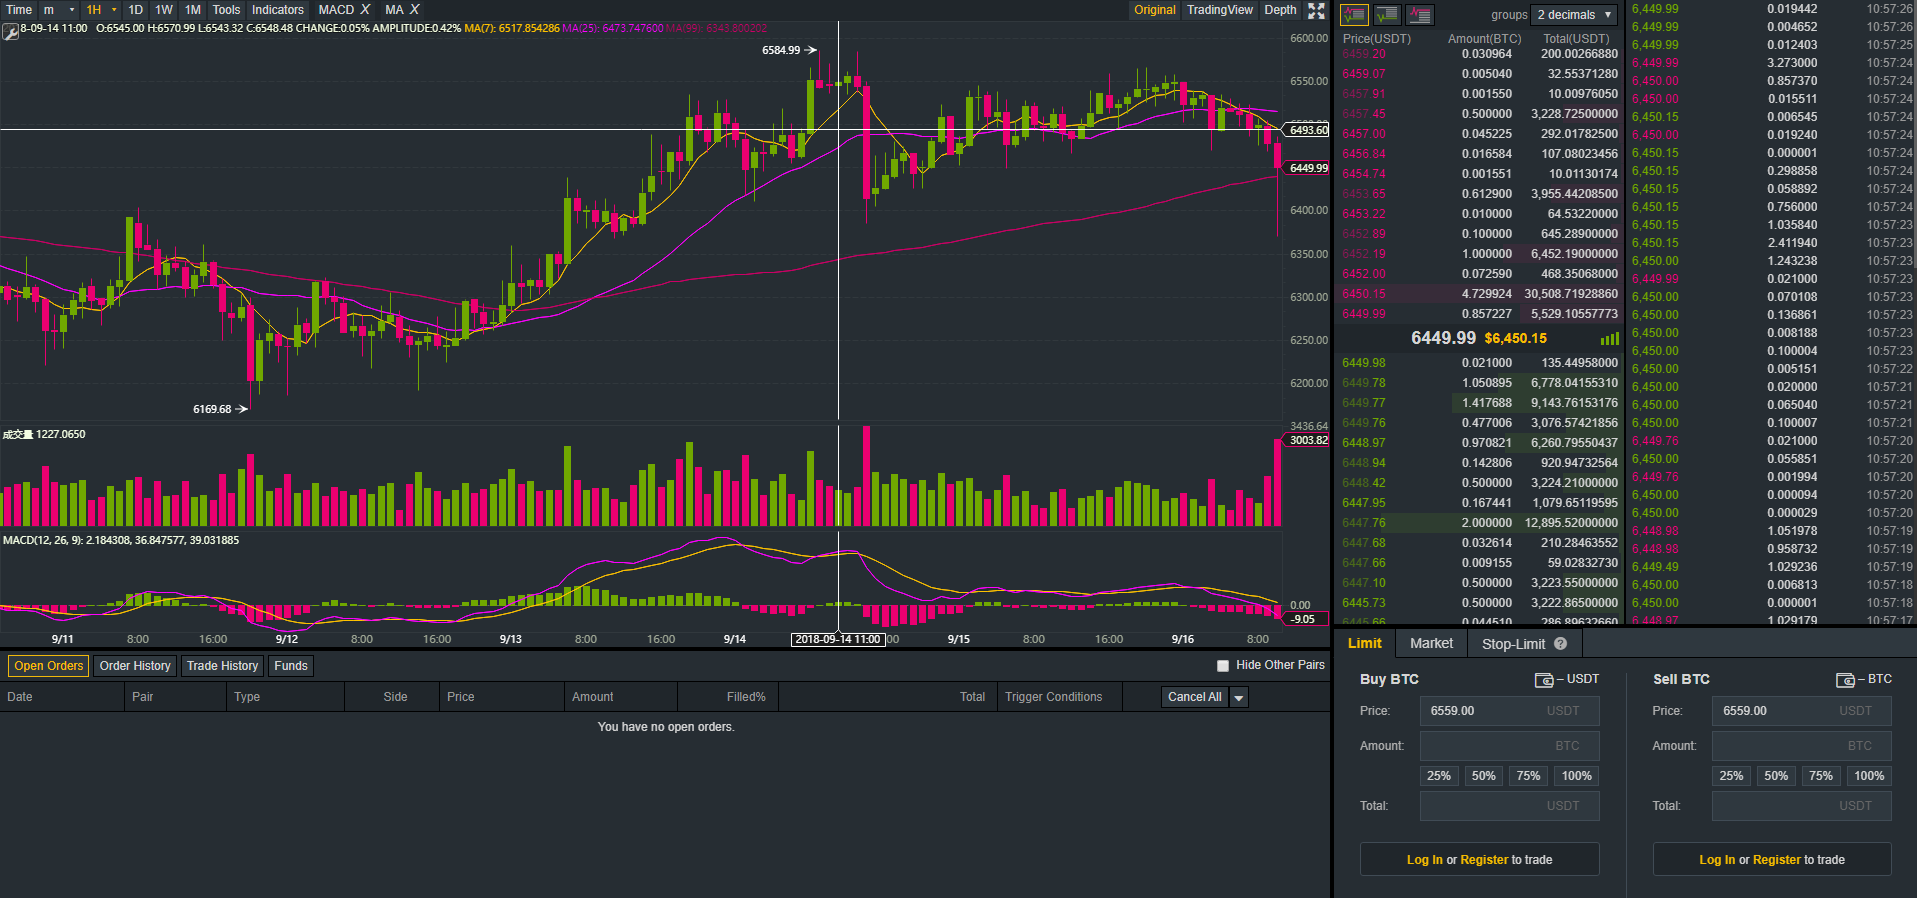 Time m 1H 1D 1W 1M Tools Indicators MACD X MA X Original TradingView Depth
8-09-14 11:00 O:6545.00 H:6570.99 L:6543.32 C:6548.48 CHANGE:0.05% AMPLITUDE:0.42% MA(7): 6517.854286 MA(25): 6473.747600 MA(99): 6343.800202
6584.99
6169.68
6600.00
6550.00
6493.60
6449.99
6400.00
6350.00
6300.00
6250.00
6200.00
成交量 1227.0650
3436.64
3003.82
MACD(12, 26, 9): 2.184308, 36.847577, 39.031885
0.00
-9.05
9/11 8:00 16:00 9/12 8:00 16:00 9/13 8:00 16:00 9/14 2018-09-14 11:00 :00 9/15 8:00 16:00 9/16 8:00
Open Orders Order History Trade History Funds Hide Other Pairs
Date Pair Type Side Price Amount Filled% Total Trigger Conditions Cancel All
You have no open orders.
groups 2 decimals
Price(USDT) Amount(BTC) Total(USDT)
6459.20 0.030964 200.00266880
6459.07 0.005040 32.55371280
6457.91 0.001550 10.00976050
6457.45 0.500000 3,228.72500000
6457.00 0.045225 292.01782500
6456.84 0.016584 107.08023456
6454.74 0.001551 10.01130174
6453.65 0.612900 3,955.44208500
6453.22 0.010000 64.53220000
6452.89 0.100000 645.28900000
6452.19 1.000000 6,452.19000000
6452.00 0.072590 468.35068000
6450.15 4.729924 30,508.71928860
6449.99 0.857227 5,529.10557773
6449.99 $6,450.15
6449.98 0.021000 135.44958000
6449.78 1.050895 6,778.04155310
6449.77 1.417688 9,143.76153176
6449.76 0.477006 3,076.57421856
6448.97 0.970821 6,260.79550437
6448.94 0.142806 920.94732564
6448.42 0.500000 3,224.21000000
6447.95 0.167441 1,079.65119595
6447.76 2.000000 12,895.52000000
6447.68 0.032614 210.28463552
6447.66 0.009155 59.02832730
6447.10 0.500000 3,223.55000000
6445.73 0.500000 3,222.86500000
6445.66 0.044510 286.89632660
6,449.99 0.019442 10:57:26
6,449.99 0.004652 10:57:26
6,449.99 0.012403 10:57:25
6,449.99 3.273000 10:57:24
6,450.00 0.857370 10:57:24
6,450.00 0.015511 10:57:24
6,450.15 0.006545 10:57:24
6,450.00 0.019240 10:57:24
6,450.15 0.000001 10:57:24
6,450.15 0.298858 10:57:24
6,450.15 0.058892 10:57:24
6,450.15 0.756000 10:57:24
6,450.15 1.035840 10:57:23
6,450.15 2.411940 10:57:23
6,450.00 1.243238 10:57:23
6,449.99 0.021000 10:57:23
6,450.00 0.070108 10:57:23
6,450.00 0.136861 10:57:23
6,450.00 0.008188 10:57:23
6,450.00 0.100004 10:57:23
6,450.00 0.005151 10:57:22
6,450.00 0.020000 10:57:21
6,450.00 0.065040 10:57:21
6,450.00 0.100007 10:57:21
6,449.76 0.021000 10:57:20
6,450.00 0.055851 10:57:20
6,449.76 0.001994 10:57:20
6,450.00 0.000094 10:57:20
6,450.00 0.000029 10:57:20
6,448.98 1.051978 10:57:19
6,448.98 0.958732 10:57:19
6,449.49 1.029236 10:57:19
6,450.00 0.006813 10:57:18
6,450.00 0.000001 10:57:18
6,448.97 1.029179 10:57:17
Limit Market Stop-Limit ?
Buy BTC – USDT
Price: 6559.00 USDT
Amount: BTC
25% 50% 75% 100%
Total: USDT
Log In or Register to trade
Sell BTC – BTC
Price: 6559.00 USDT
Amount: BTC
25% 50% 75% 100%
Total: USDT
Log In or Register to trade